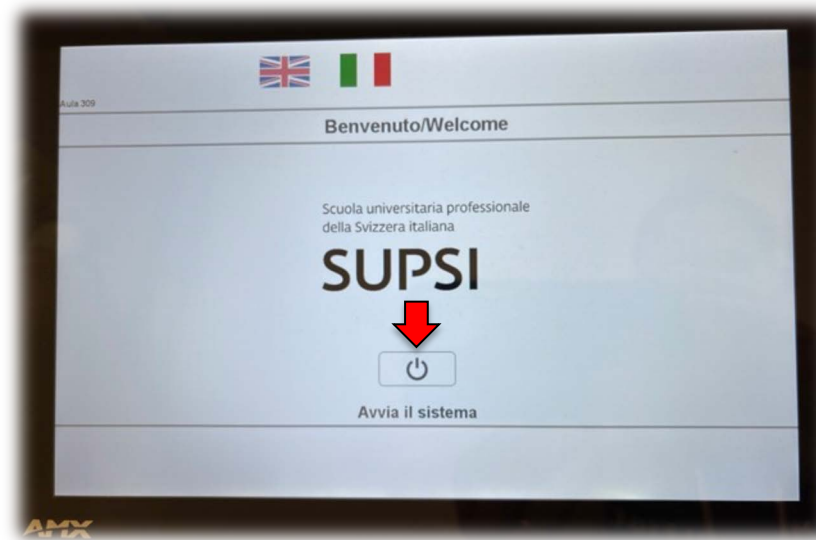 Aula 309
Benvenuto/Welcome
Scuola universitaria professionale
della Svizzera italiana
SUPSI
Avvia il sistema
AMX